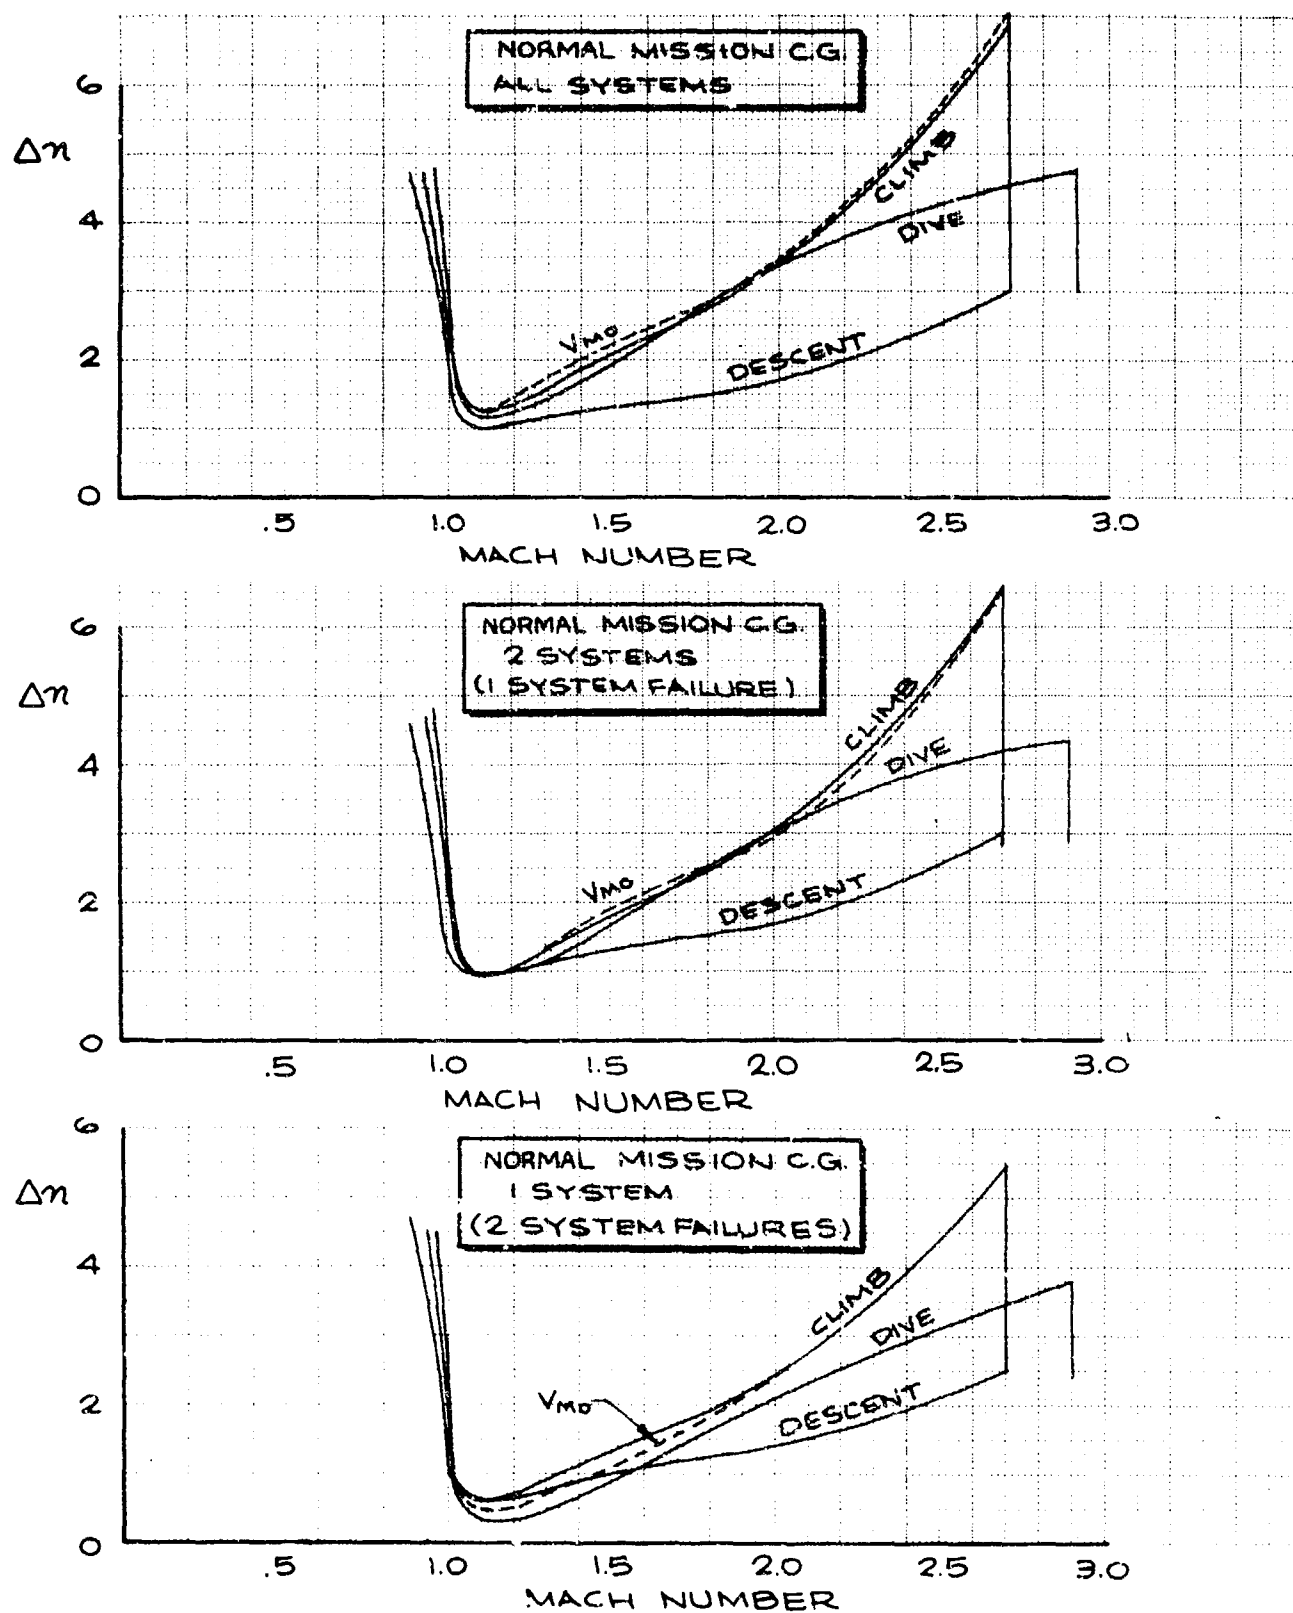 NORMAL MISSION C.G.
ALL SYSTEMS
6
Δn
4
2
0
CLIMB
DIVE
VMO
DESCENT
.5 1.0 1.5 2.0 2.5 3.0
MACH NUMBER
NORMAL MISSION C.G.
2 SYSTEMS
(1 SYSTEM FAILURE)
6
Δn
4
2
0
CLIMB
DIVE
VMO
DESCENT
.5 1.0 1.5 2.0 2.5 3.0
MACH NUMBER
6
NORMAL MISSION C.G.
1 SYSTEM
(2 SYSTEM FAILURES)
Δn
4
2
0
CLIMB
DIVE
VMO
DESCENT
.5 1.0 1.5 2.0 2.5 3.0
MACH NUMBER